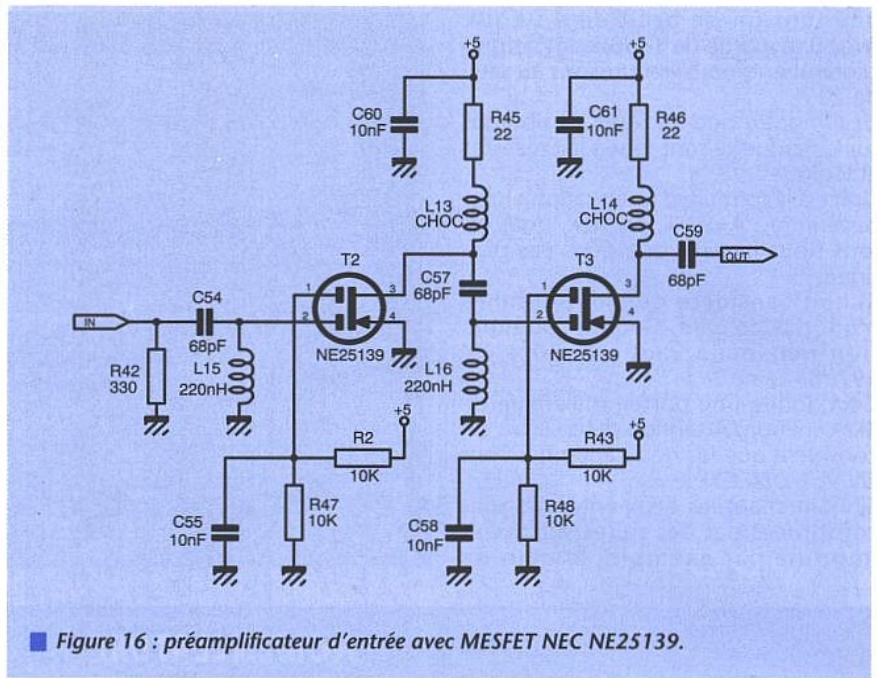 +5
+5
C60
10nF
R45
22
C61
10nF
R46
22
L13
CHOC
L14
CHOC
C59
68pF
OUT
T2
T3
C57
68pF
C54
68pF
IN
1
2
3
4
NE25139
1
2
3
4
NE25139
R42
330
L15
220nH
L16
220nH
+5
+5
R2
10K
R43
10K
R47
10K
R48
10K
C55
10nF
C58
10nF
Figure 16 : préamplificateur d'entrée avec MESFET NEC NE25139.